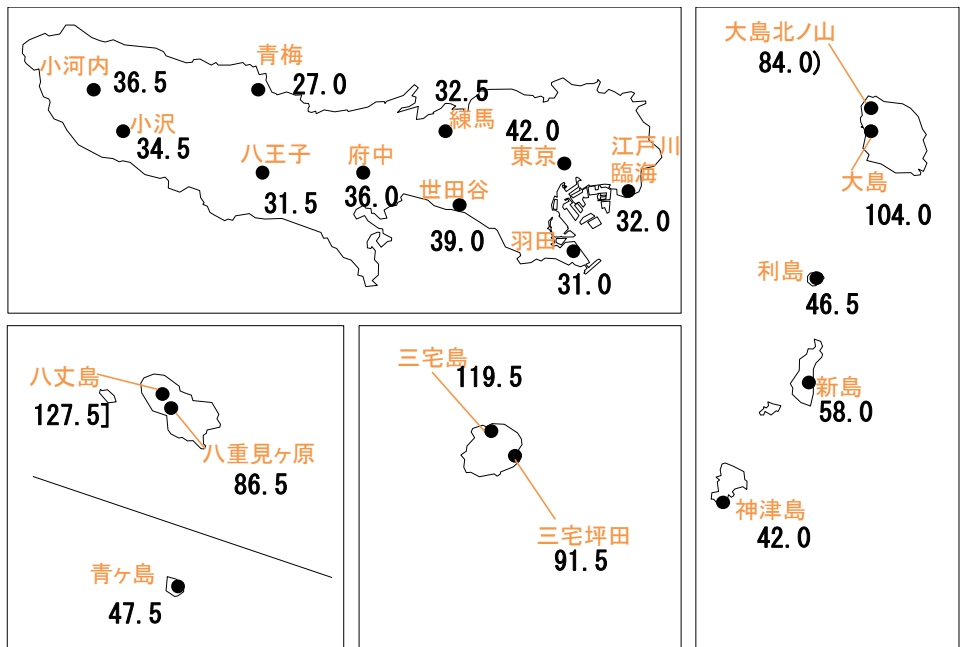 小河内
36.5
青梅
27.0
小沢
34.5
八王子
31.5
府中
36.0
32.5
練馬
42.0
東京
江戸川
臨海
32.0
世田谷
39.0
羽田
31.0
大島北ノ山
84.0)
大島
104.0
利島
46.5
新島
58.0
神津島
42.0
八丈島
127.5]
八重見ヶ原
86.5
青ヶ島
47.5
三宅島
119.5
三宅坪田
91.5